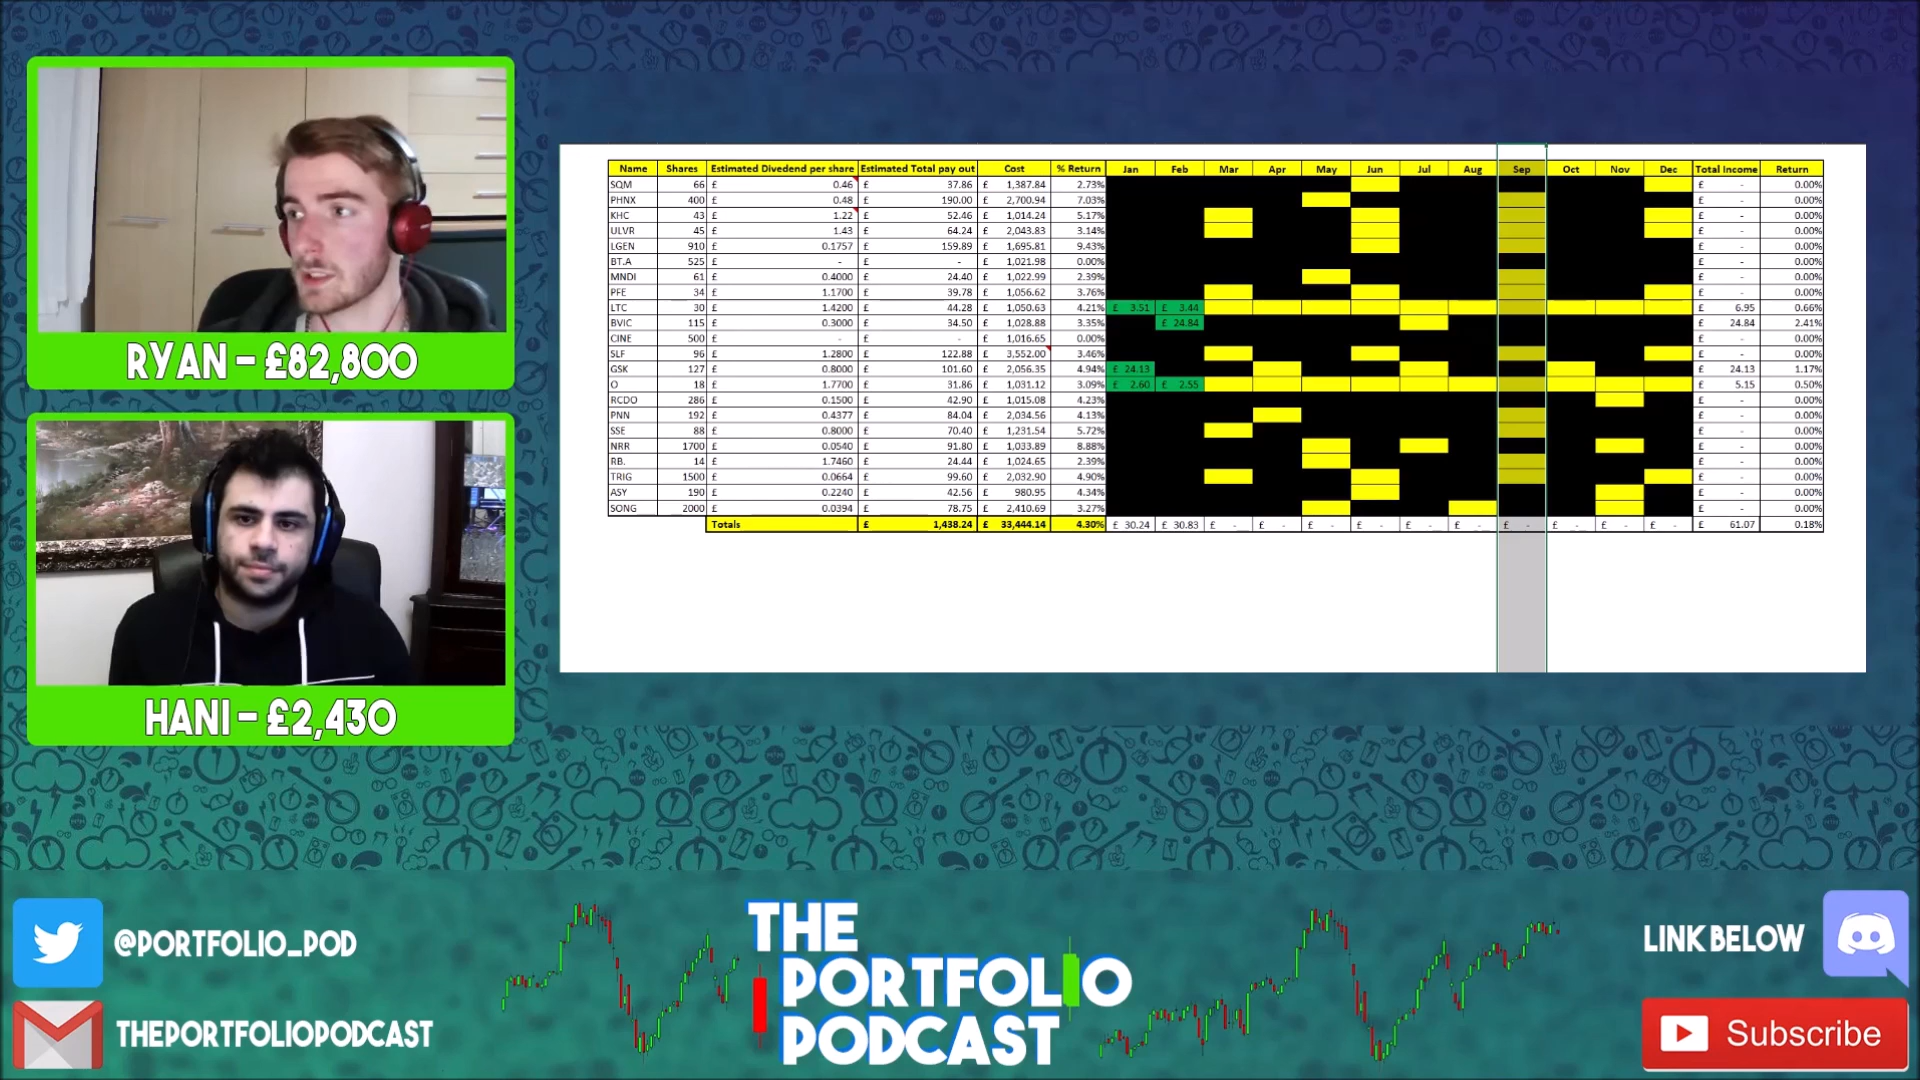 RYAN - £82,800
HANI - £2,430
Name Shares Estimated Divedend per share Estimated Total pay out Cost % Return Jan Feb Mar Apr May Jun Jul Aug Sep Oct Nov Dec Total Income Return
SQM 66 £ 0.46 £ 37.86 £ 1,387.84 2.73% £ - 0.00%
PHNX 400 £ 0.48 £ 190.00 £ 2,700.94 7.03% £ - 0.00%
KHC 43 £ 1.22 £ 52.46 £ 1,014.24 5.17% £ - 0.00%
ULVR 45 £ 1.43 £ 64.24 £ 2,043.83 3.14% £ - 0.00%
LGEN 910 £ 0.1757 £ 159.89 £ 1,695.81 9.43% £ - 0.00%
BT.A 525 £ - £ - £ 1,021.98 0.00% £ - 0.00%
MNDI 61 £ 0.4000 £ 24.40 £ 1,022.99 2.39% £ - 0.00%
PFE 34 £ 1.1700 £ 39.78 £ 1,056.62 3.76% £ - 0.00%
LTC 30 £ 1.4200 £ 44.28 £ 1,050.63 4.21% £ 3.51 £ 3.44 £ 6.95 0.66%
BVIC 115 £ 0.3000 £ 34.50 £ 1,028.88 3.35% £ 24.84 £ 24.84 2.41%
CINE 500 £ - £ - £ 1,016.65 0.00% £ - 0.00%
SLF 96 £ 1.2800 £ 122.88 £ 3,552.00 3.46% £ - 0.00%
GSK 127 £ 0.8000 £ 101.60 £ 2,056.35 4.94% £ 24.13 £ 24.13 1.17%
O 18 £ 1.7700 £ 31.86 £ 1,031.12 3.09% £ 2.60 £ 2.55 £ 5.15 0.50%
RCDO 286 £ 0.1500 £ 42.90 £ 1,015.08 4.23% £ - 0.00%
PNN 192 £ 0.4377 £ 84.04 £ 2,034.56 4.13% £ - 0.00%
SSE 88 £ 0.8000 £ 70.40 £ 1,231.54 5.72% £ - 0.00%
NRR 1700 £ 0.0540 £ 91.80 £ 1,033.89 8.88% £ - 0.00%
RB. 14 £ 1.7460 £ 24.44 £ 1,024.65 2.39% £ - 0.00%
TRIG 1500 £ 0.0664 £ 99.60 £ 2,032.90 4.90% £ - 0.00%
ASY 190 £ 0.2240 £ 42.56 £ 980.95 4.34% £ - 0.00%
SONG 2000 £ 0.0394 £ 78.75 £ 2,410.69 3.27% £ - 0.00%
Totals £ 1,438.24 £ 33,444.14 4.30% £ 30.24 £ 30.83 £ - £ - £ - £ - £ - £ - £ - £ - £ - £ - £ 61.07 0.18%
@PORTFOLIO_POD
THEPORTFOLIOPODCAST
THE
PORTFOLIO
PODCAST
LINK BELOW
Subscribe